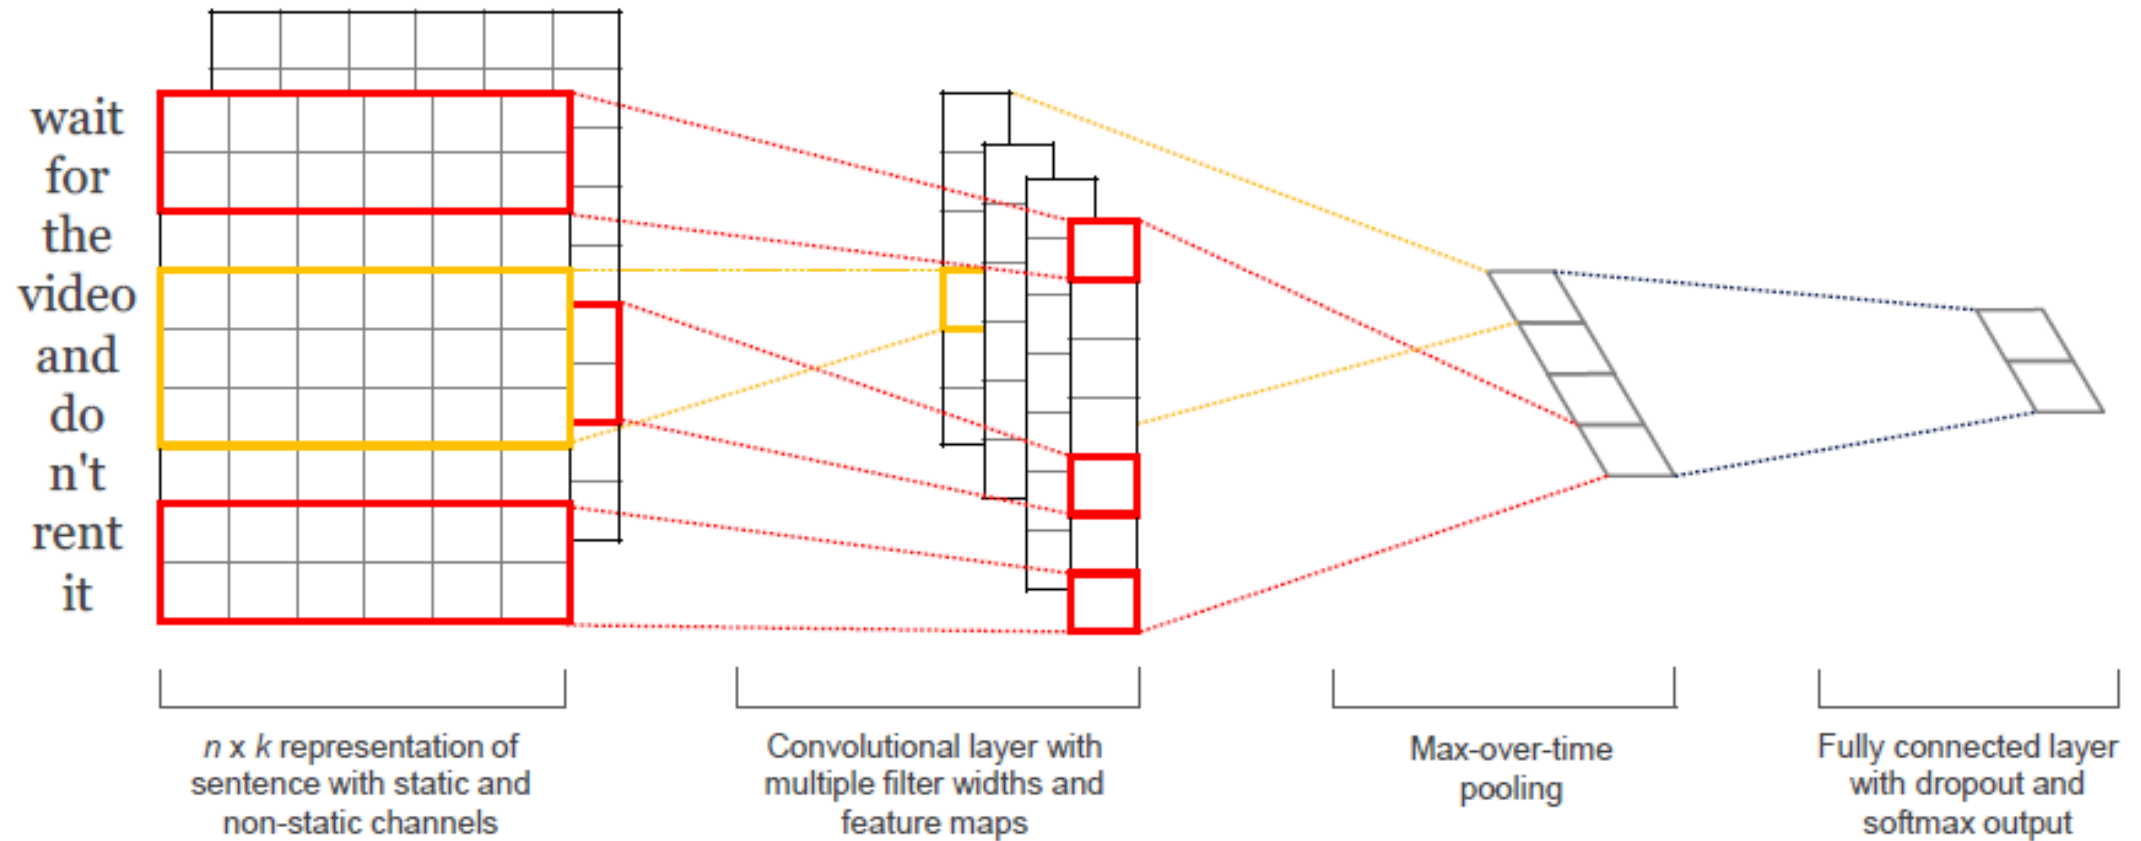 wait
for
the
video
and
do
n't
rent
it
n x k representation of
sentence with static and
non-static channels
Convolutional layer with
multiple filter widths and
feature maps
Max-over-time
pooling
Fully connected layer
with dropout and
softmax output